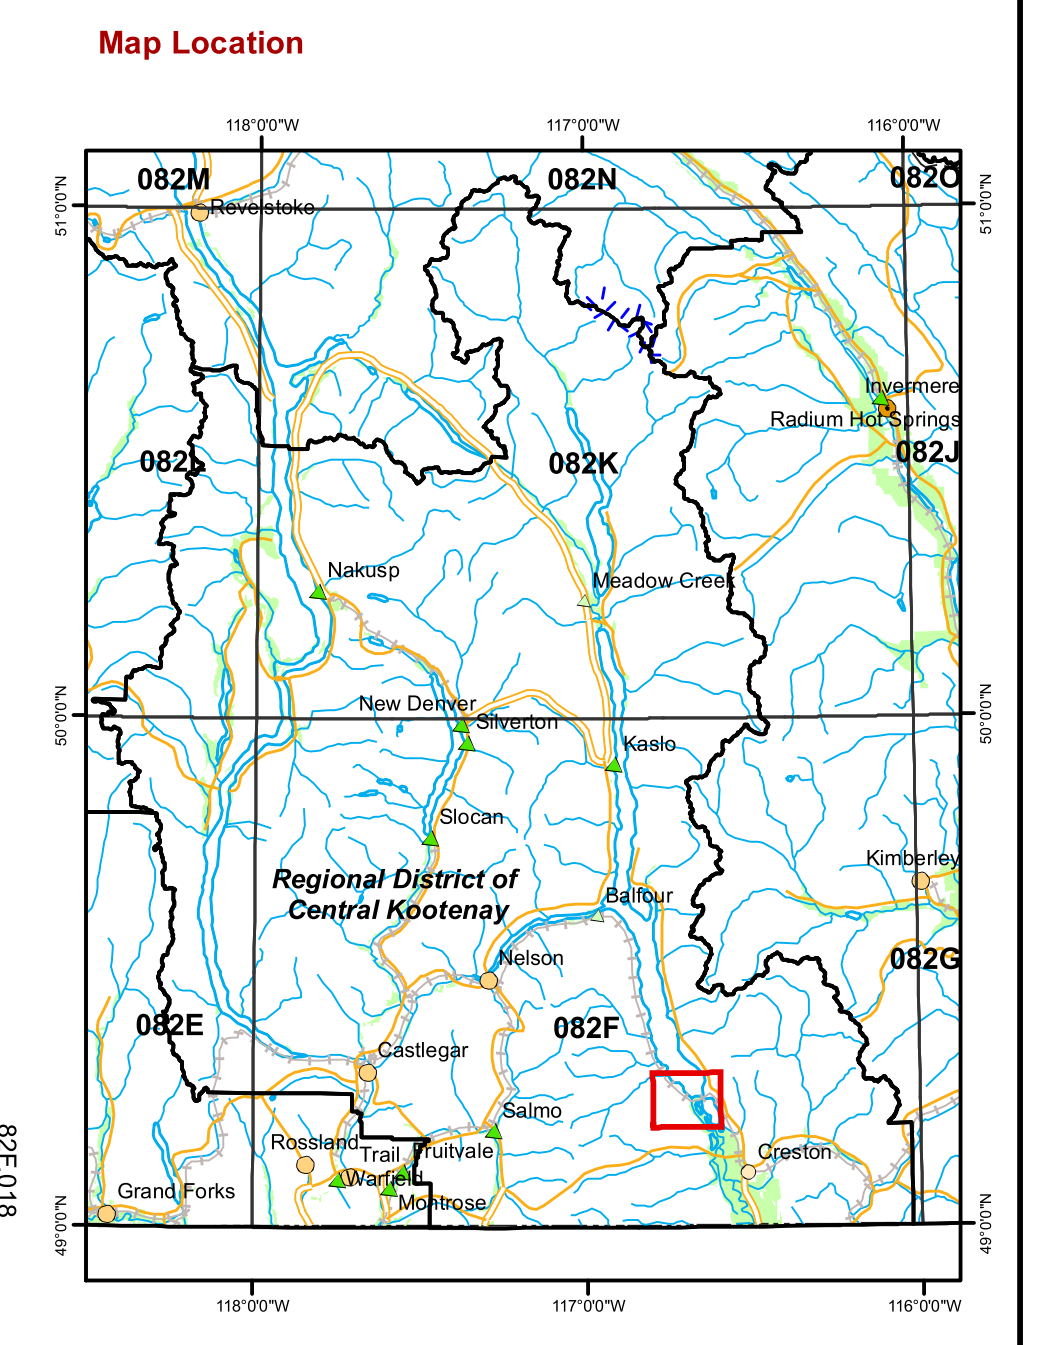 Map Location
118°0'0"W
117°0'0"W
116°0'0"W
51°0'0"N
51°0'0"N
082M
082N
082O
Revelstoke
Invermere
Radium Hot Springs
082L
082K
082J
Nakusp
Meadow Creek
New Denver
Silverton
50°0'0"N
50°0'0"N
Kaslo
Slocan
Kimberley
Regional District of
Central Kootenay
Balfour
Nelson
082G
082E
082F
Castlegar
Salmo
Rossland
Trail
Fruitvale
Creston
Warfield
Grand Forks
Montrose
82F.018
49°0'0"N
49°0'0"N
118°0'0"W
117°0'0"W
116°0'0"W